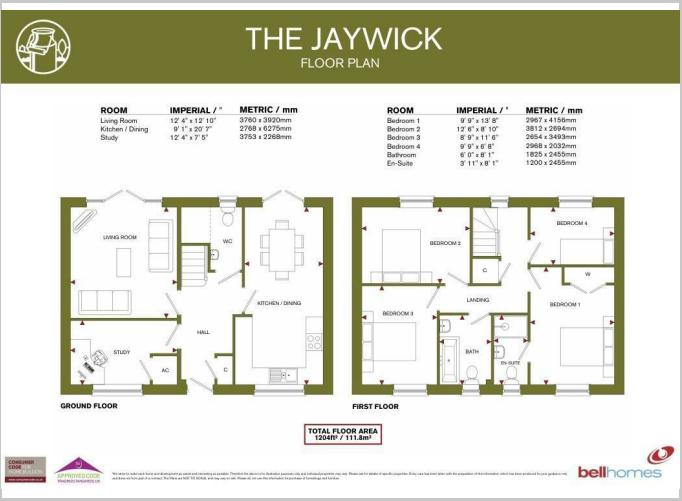 THE JAYWICK
FLOOR PLAN
ROOM IMPERIAL / " METRIC / mm
Living Room 12' 4" x 12' 10" 3760 x 3920mm
Kitchen / Dining 9' 1" x 20' 7" 2768 x 6275mm
Study 12' 4" x 7' 5" 3753 x 2268mm
ROOM IMPERIAL / ' METRIC / mm
Bedroom 1 9' 9" x 13' 8" 2967 x 4156mm
Bedroom 2 12' 6" x 8' 10" 3812 x 2694mm
Bedroom 3 8' 9" x 11' 6" 2654 x 3493mm
Bedroom 4 9' 9" x 6' 8" 2968 x 2032mm
Bathroom 6' 0" x 8' 1" 1825 x 2455mm
En-Suite 3' 11" x 8' 1" 1200 x 2455mm
LIVING ROOM
WC
KITCHEN / DINING
HALL
STUDY
AC
C
BEDROOM 2
BEDROOM 4
C
W
LANDING
BEDROOM 1
BEDROOM 3
BATH
EN-SUITE
GROUND FLOOR
FIRST FLOOR
TOTAL FLOOR AREA
1204ft² / 111.8m²
CONSUMER
CODE
APPROVED CODE
TRADINGSTANDARDS.UK
bellhomes